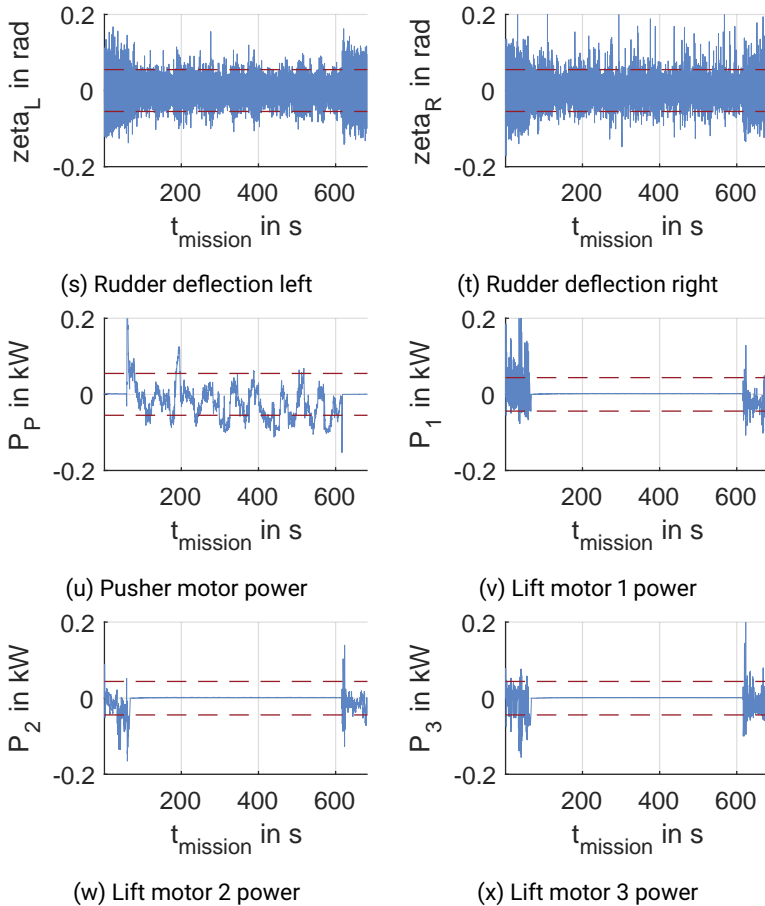 zeta_L in rad
0
-0.2
200 400 600
t_mission in s
(s) Rudder deflection left
zeta_R in rad
0.2
0
-0.2
200 400 600
t_mission in s
(t) Rudder deflection right
P_P in kW
0.2
0
-0.2
200 400 600
t_mission in s
(u) Pusher motor power
P_1 in kW
0.2
0
-0.2
200 400 600
t_mission in s
(v) Lift motor 1 power
P_2 in kW
0.2
0
-0.2
200 400 600
t_mission in s
(w) Lift motor 2 power
P_3 in kW
0.2
0
-0.2
200 400 600
t_mission in s
(x) Lift motor 3 power